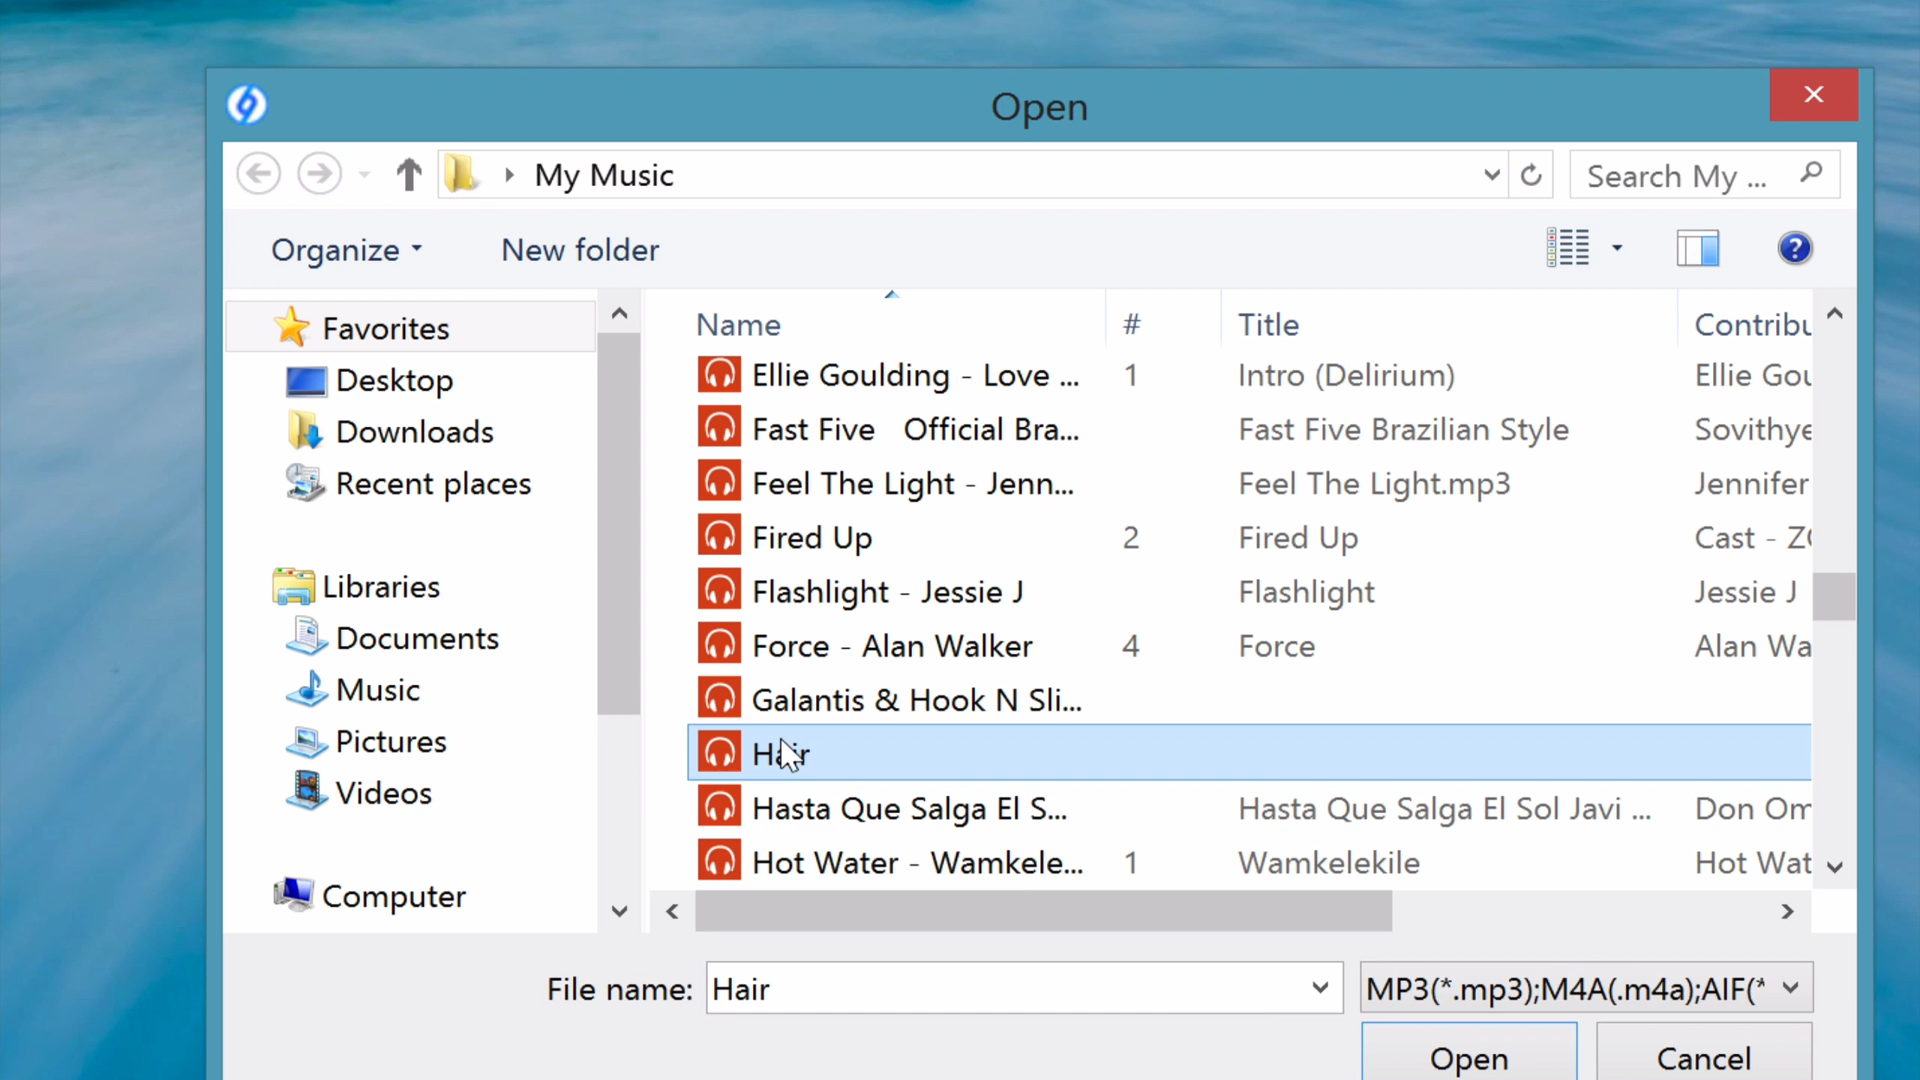 Open
My Music
Search My ...
Organize
New folder
Favorites
Desktop
Downloads
Recent places
Libraries
Documents
Music
Pictures
Videos
Computer
Name # Title Contribu
Ellie Goulding - Love ... 1 Intro (Delirium) Ellie Gou
Fast Five Official Bra... Fast Five Brazilian Style Sovithye
Feel The Light - Jenn... Feel The Light.mp3 Jennifer
Fired Up 2 Fired Up Cast - ZO
Flashlight - Jessie J Flashlight Jessie J
Force - Alan Walker 4 Force Alan Wa
Galantis & Hook N Sli...
Hair
Hasta Que Salga El S... Hasta Que Salga El Sol Javi ... Don Om
Hot Water - Wamkele... 1 Wamkelekile Hot Wat
File name: Hair MP3(*.mp3);M4A(.m4a);AIF(*
Open Cancel